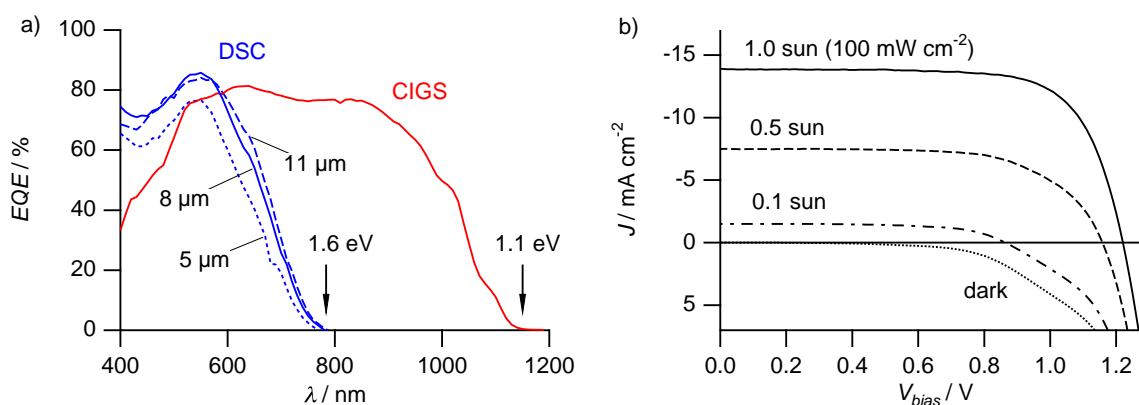 a)
EQE / %
100
80
60
40
20
0
DSC
CIGS
11 µm
8 µm
5 µm
1.6 eV
1.1 eV
400
600
800
1000
1200
λ / nm
b)
J / mA cm⁻²
-15
-10
-5
0
5
1.0 sun (100 mW cm⁻²)
0.5 sun
0.1 sun
dark
0.0
0.2
0.4
0.6
0.8
1.0
1.2
V_bias / V